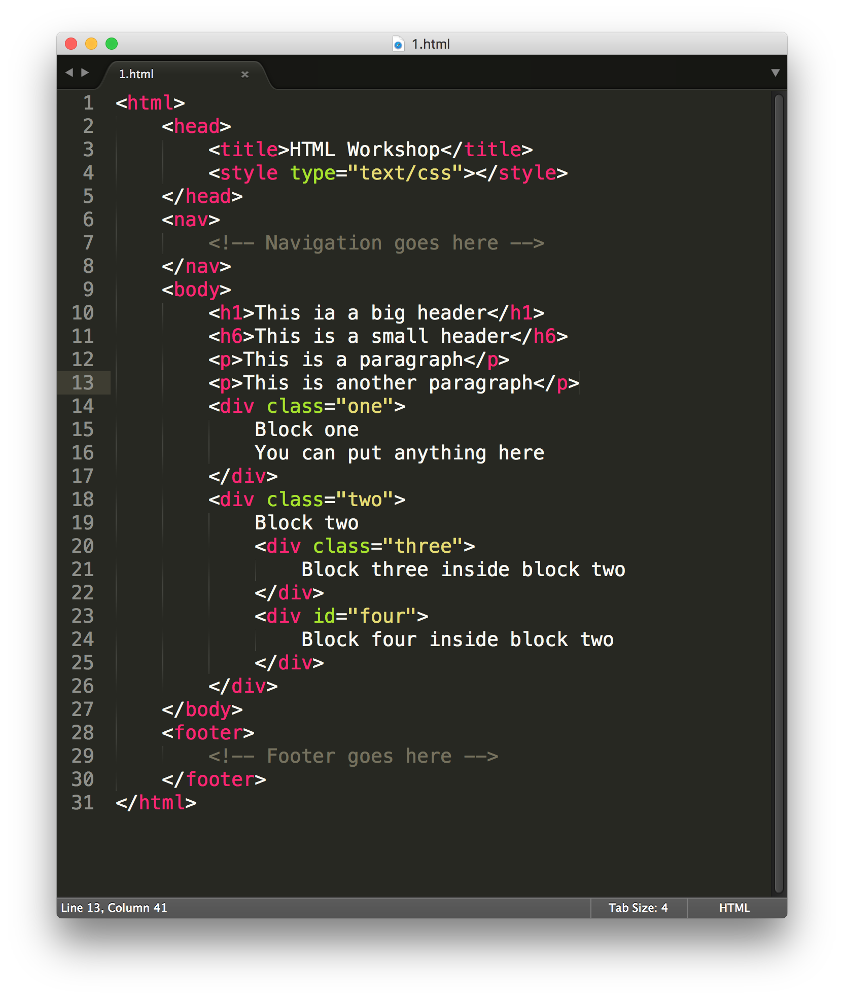 1.html
1.html
1 <html>
2     <head>
3         <title>HTML Workshop</title>
4         <style type="text/css"></style>
5     </head>
6     <nav>
7         <!-- Navigation goes here -->
8     </nav>
9     <body>
10         <h1>This ia a big header</h1>
11         <h6>This is a small header</h6>
12         <p>This is a paragraph</p>
13         <p>This is another paragraph</p>
14         <div class="one">
15             Block one
16             You can put anything here
17         </div>
18         <div class="two">
19             Block two
20             <div class="three">
21                 Block three inside block two
22             </div>
23             <div id="four">
24                 Block four inside block two
25             </div>
26         </div>
27     </body>
28     <footer>
29         <!-- Footer goes here -->
30     </footer>
31 </html>
Line 13, Column 41 Tab Size: 4 HTML